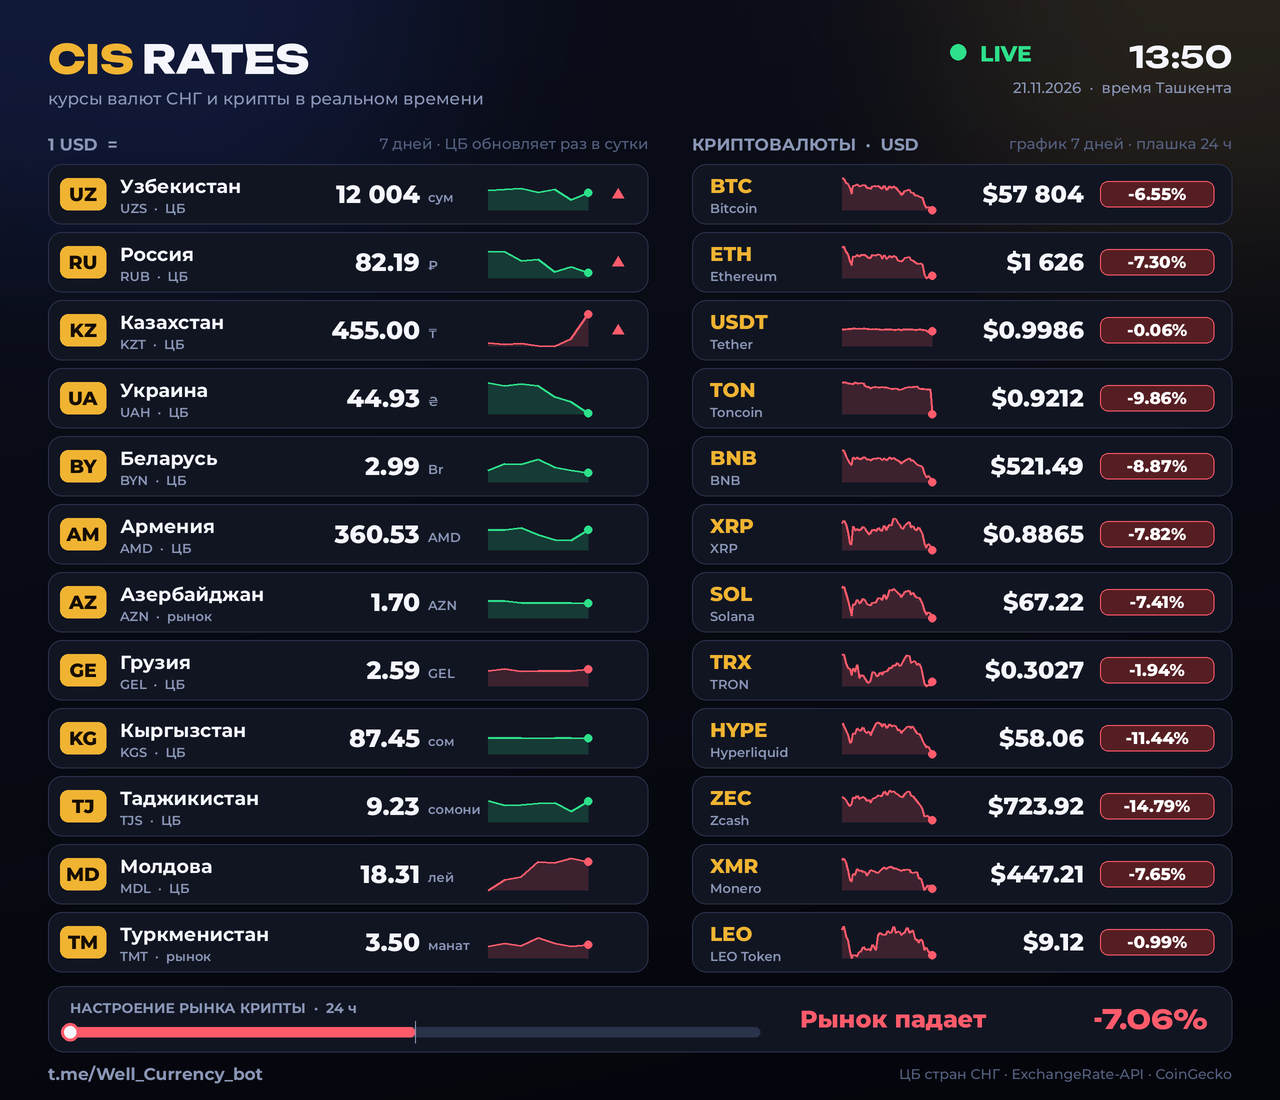 CIS RATES
курсы валют СНГ и крипты в реальном времени
LIVE 13:50
21.11.2026 · время Ташкента
1 USD = 7 дней · ЦБ обновляет раз в сутки
UZ Узбекистан 12 004 сум
UZS · ЦБ
RU Россия 82.19 ₽
RUB · ЦБ
KZ Казахстан 455.00 ₸
KZT · ЦБ
UA Украина 44.93 ₴
UAH · ЦБ
BY Беларусь 2.99 Br
BYN · ЦБ
AM Армения 360.53 AMD
AMD · ЦБ
AZ Азербайджан 1.70 AZN
AZN · рынок
GE Грузия 2.59 GEL
GEL · ЦБ
KG Кыргызстан 87.45 сом
KGS · ЦБ
TJ Таджикистан 9.23 сомони
TJS · ЦБ
MD Молдова 18.31 лей
MDL · ЦБ
TM Туркменистан 3.50 манат
TMT · рынок
КРИПТОВАЛЮТЫ · USD график 7 дней · плашка 24 ч
BTC $57 804 -6.55%
Bitcoin
ETH $1 626 -7.30%
Ethereum
USDT $0.9986 -0.06%
Tether
TON $0.9212 -9.86%
Toncoin
BNB $521.49 -8.87%
BNB
XRP $0.8865 -7.82%
XRP
SOL $67.22 -7.41%
Solana
TRX $0.3027 -1.94%
TRON
HYPE $58.06 -11.44%
Hyperliquid
ZEC $723.92 -14.79%
Zcash
XMR $447.21 -7.65%
Monero
LEO $9.12 -0.99%
LEO Token
НАСТРОЕНИЕ РЫНКА КРИПТЫ · 24 ч
Рынок падает -7.06%
t.me/Well_Currency_bot
ЦБ стран СНГ · ExchangeRate-API · CoinGecko